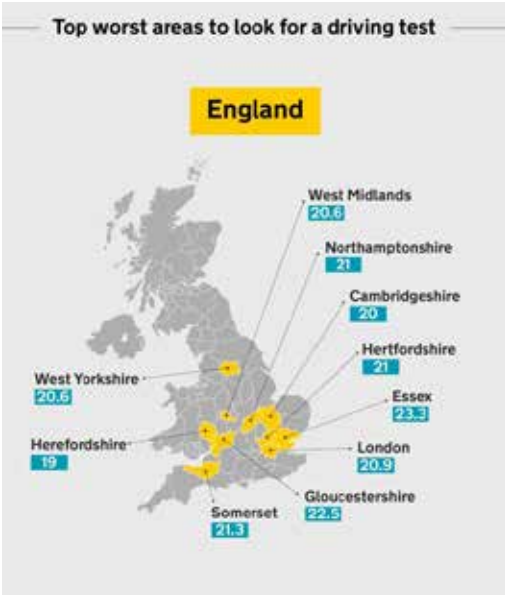 Top worst areas to look for a driving test
England
West Midlands
20.6
Northamptonshire
21
Cambridgeshire
20
Hertfordshire
21
West Yorkshire
20.6
Essex
23.3
Herefordshire
19
London
20.9
Gloucestershire
22.5
Somerset
21.3